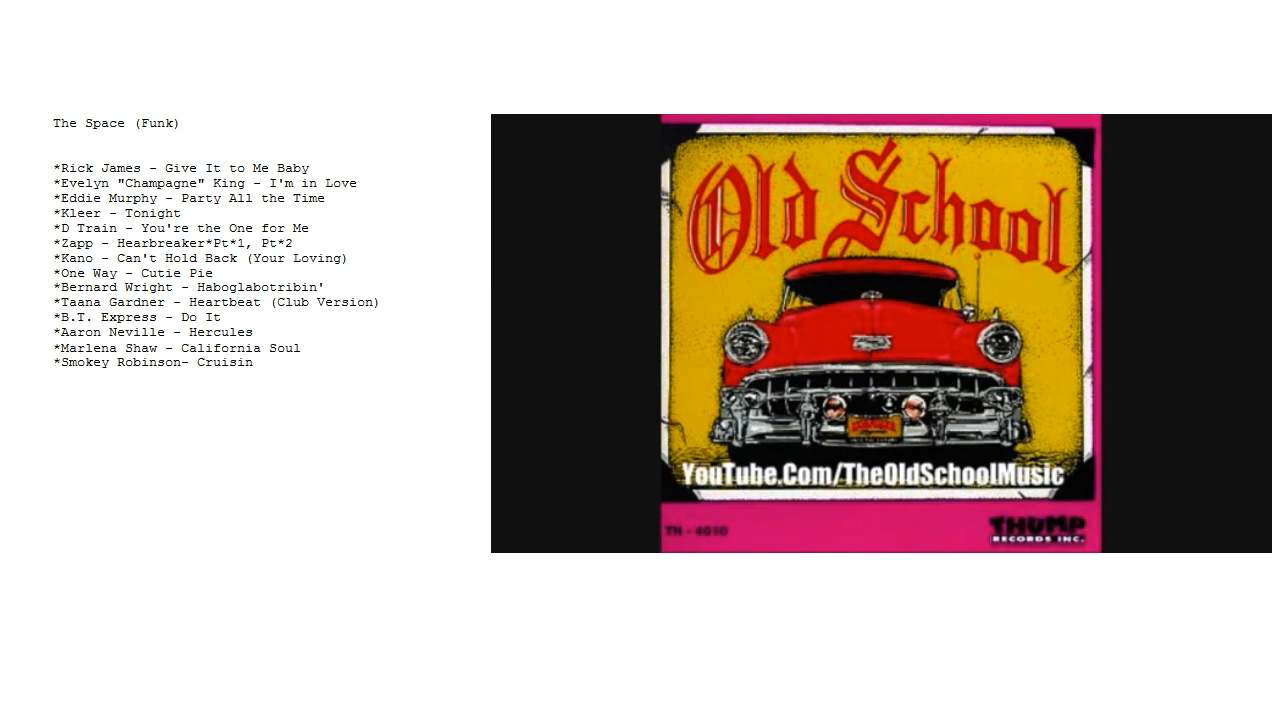 The Space (Funk)
*Rick James - Give It to Me Baby
*Evelyn "Champagne" King - I'm in Love
*Eddie Murphy - Party All the Time
*Kleer - Tonight
*D Train - You're the One for Me
*Zapp - Hearbreaker*Pt*1, Pt*2
*Kano - Can't Hold Back (Your Loving)
*One Way - Cutie Pie
*Bernard Wright - Haboglabotribin'
*Taana Gardner - Heartbeat (Club Version)
*B.T. Express - Do It
*Aaron Neville - Hercules
*Marlena Shaw - California Soul
*Smokey Robinson- Cruisin
Old School
YouTube.Com/TheOldSchoolMusic
TH - 4010
THUMP
RECORDS INC.